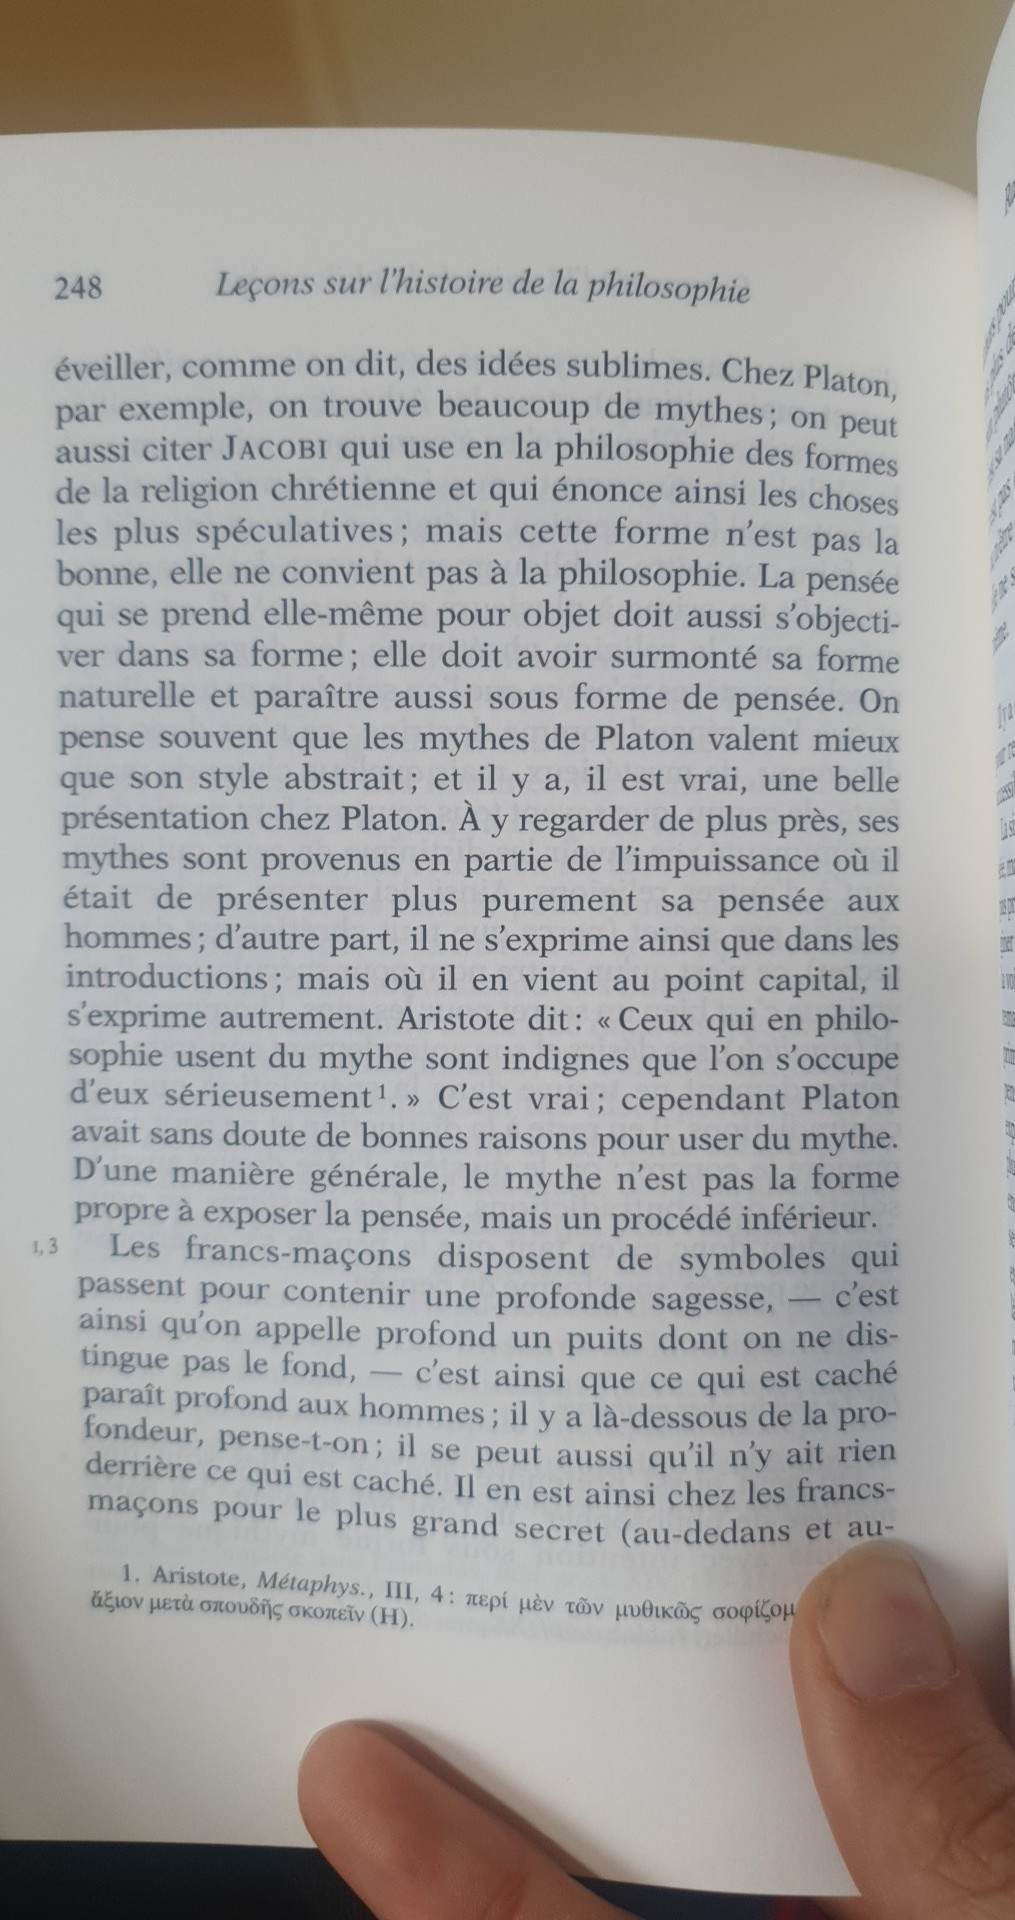 248 Leçons sur l'histoire de la philosophie
éveiller, comme on dit, des idées sublimes. Chez Platon,
par exemple, on trouve beaucoup de mythes ; on peut
aussi citer JACOBI qui use en la philosophie des formes
de la religion chrétienne et qui énonce ainsi les choses
les plus spéculatives ; mais cette forme n'est pas la
bonne, elle ne convient pas à la philosophie. La pensée
qui se prend elle-même pour objet doit aussi s'objecti-
ver dans sa forme ; elle doit avoir surmonté sa forme
naturelle et paraître aussi sous forme de pensée. On
pense souvent que les mythes de Platon valent mieux
que son style abstrait ; et il y a, il est vrai, une belle
présentation chez Platon. À y regarder de plus près, ses
mythes sont provenus en partie de l'impuissance où il
était de présenter plus purement sa pensée aux
hommes ; d'autre part, il ne s'exprime ainsi que dans les
introductions ; mais où il en vient au point capital, il
s'exprime autrement. Aristote dit : « Ceux qui en philo-
sophie usent du mythe sont indignes que l'on s'occupe
d'eux sérieusement ¹. » C'est vrai ; cependant Platon
avait sans doute de bonnes raisons pour user du mythe.
D'une manière générale, le mythe n'est pas la forme
propre à exposer la pensée, mais un procédé inférieur.
1, 3 Les francs-maçons disposent de symboles qui
passent pour contenir une profonde sagesse, — c'est
ainsi qu'on appelle profond un puits dont on ne dis-
tingue pas le fond, — c'est ainsi que ce qui est caché
paraît profond aux hommes ; il y a là-dessous de la pro-
fondeur, pense-t-on ; il se peut aussi qu'il n'y ait rien
derrière ce qui est caché. Il en est ainsi chez les francs-
maçons pour le plus grand secret (au-dedans et au-
1. Aristote, Métaphys., III, 4 : περί μὲν τῶν μυθικῶς σοφίζομ
ἄξιον μετὰ σπουδῆς σκοπεῖν (H).